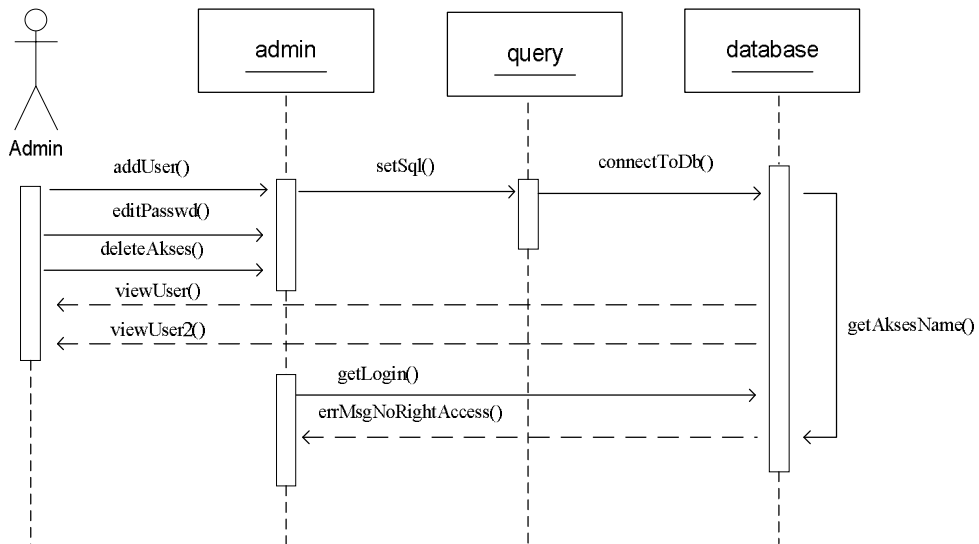 admin
query
database
Admin
addUser()
setSql()
connectToDb()
editPasswd()
deleteAkses()
viewUser()
viewUser2()
getAksesName()
getLogin()
errMsgNoRightAccess()